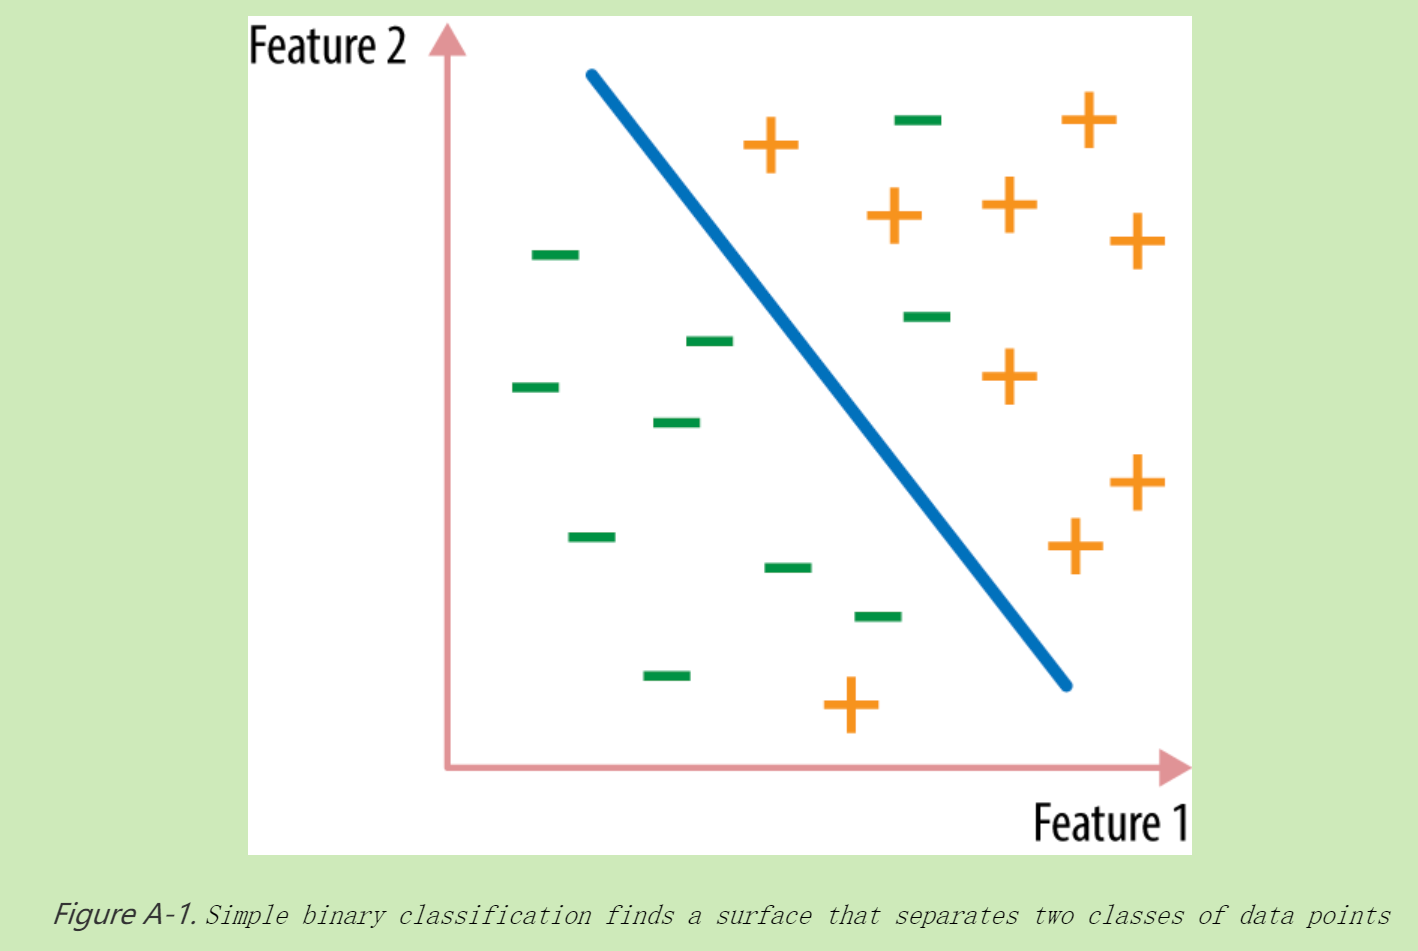 Feature 2
Feature 1
Figure A-1. Simple binary classification finds a surface that separates two classes of data points